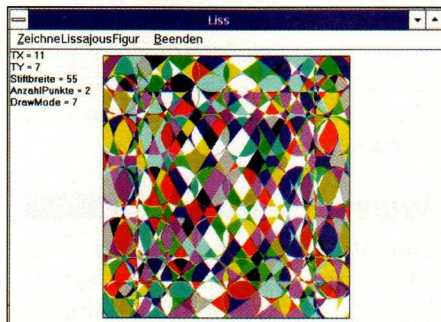 Liss
ZeichneLissajousFigur Beenden
TX = 11
TY = 7
Stiftbreite = 55
AnzahlPunkte = 2
DrawMode = 7